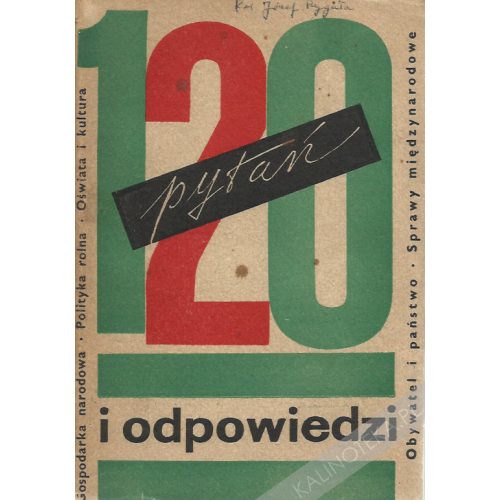 120
pytań
i odpowiedzi
Gospodarka narodowa · Polityka rolna · Oświata i kultura
Obywatel i państwo · Sprawy międzynarodowe